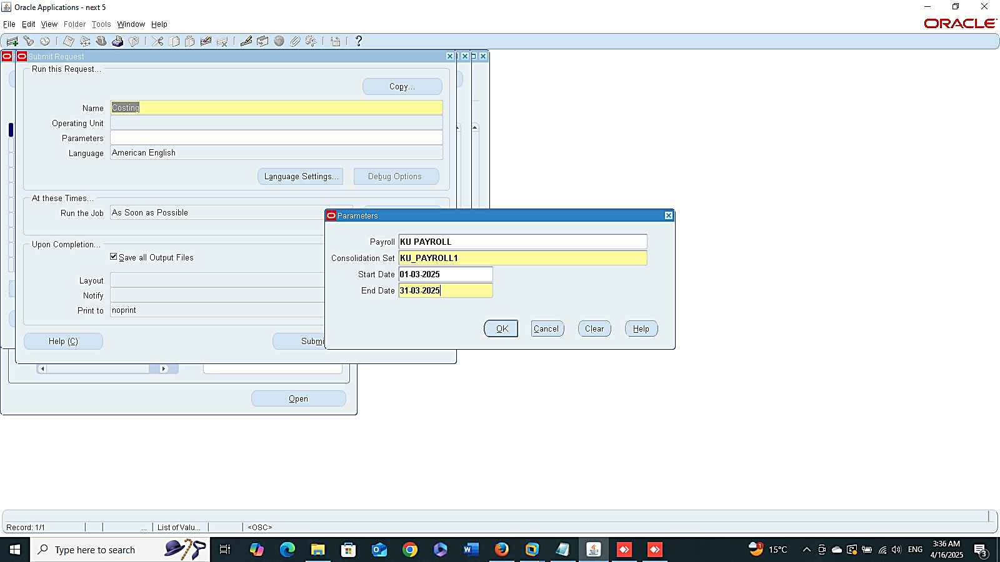 Oracle Applications - next 5
File Edit View Folder Tools Window Help
ORACLE
Submit Request
Run this Request...
Copy...
Name Costing
Operating Unit
Parameters
Language American English
Language Settings... Debug Options
At these Times...
Run the Job As Soon as Possible
Upon Completion...
Save all Output Files
Layout
Notify
Print to noprint
Help (C) Submi
Open
Parameters
Payroll KU PAYROLL
Consolidation Set KU_PAYROLL1
Start Date 01-03-2025
End Date 31-03-2025
OK Cancel Clear Help
Record: 1/1 ... List of Valu... <OSC>
Type here to search
1 15°C ENG 3:36 AM
4/16/2025 3